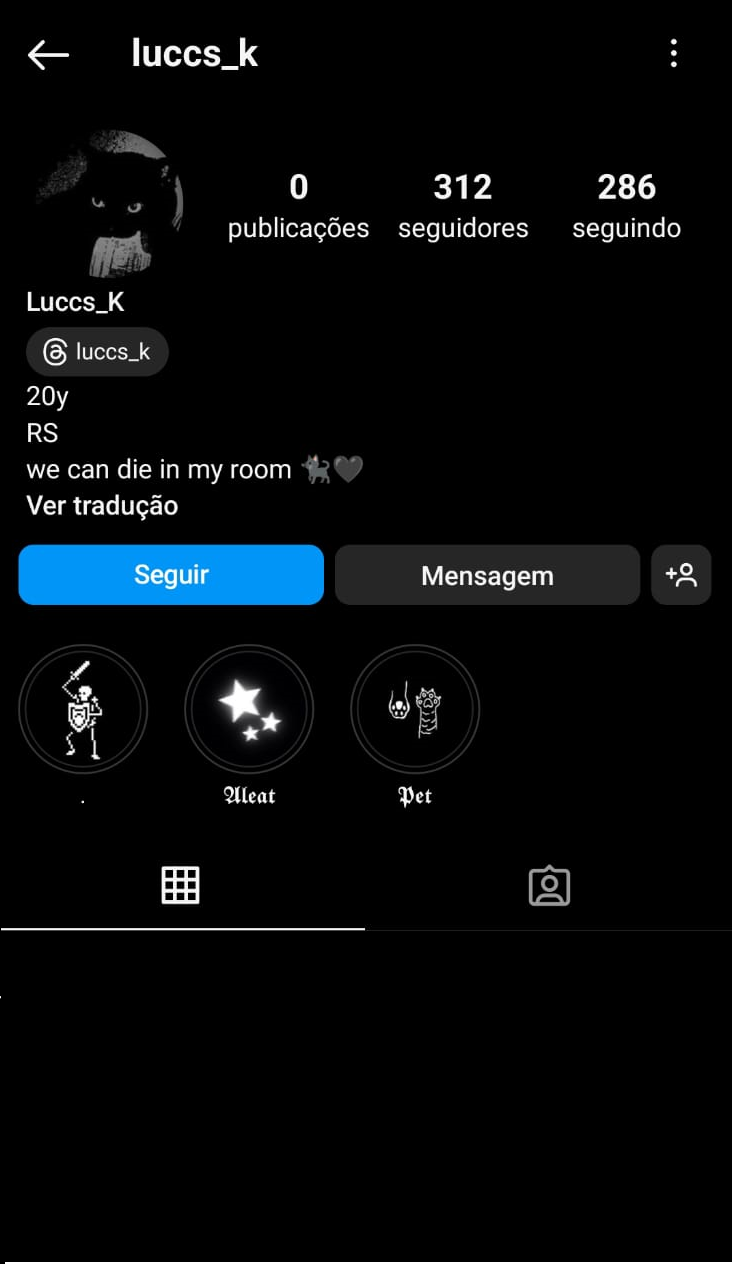 luccs_k
0 312 286
publicações seguidores seguindo
Luccs_K
luccs_k
20y
RS
we can die in my room 🐈‍⬛🖤
Ver tradução
Seguir Mensagem
. 𝕬leat 𝕻et